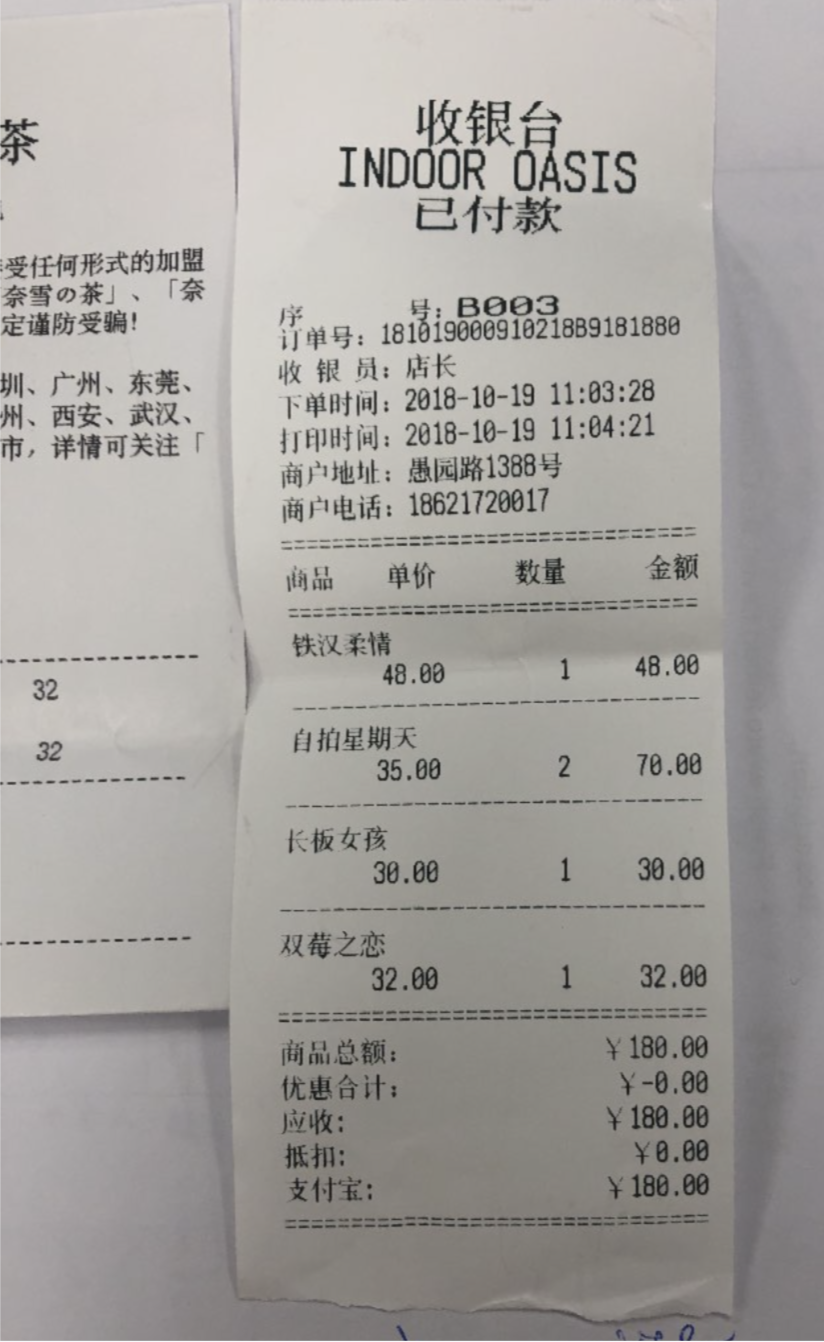 茶
受任何形式的加盟
奈雪の茶」、「奈
定谨防受骗！
圳、广州、东莞、
州、西安、武汉、
市，详情可关注「
32
32
收银台
INDOOR OASIS
已付款
序 号：B003
订单号：181019000910218B9181880
收 银 员：店长
下单时间：2018-10-19 11:03:28
打印时间：2018-10-19 11:04:21
商户地址：愚园路1388号
商户电话：18621720017
商品 单价 数量 金额
铁汉柔情
48.00 1 48.00
自拍星期天
35.00 2 70.00
长板女孩
30.00 1 30.00
双莓之恋
32.00 1 32.00
商品总额：￥180.00
优惠合计：￥-0.00
应收：￥180.00
抵扣：￥0.00
支付宝：￥180.00